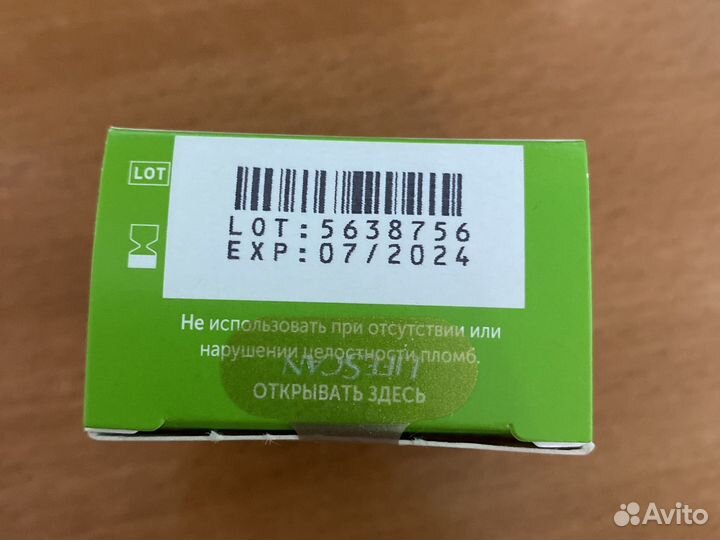 LOT
LOT:5638756
EXP:07/2024
Не использовать при отсутствии или
нарушении целостности пломб.
LIFESCAN
ОТКРЫВАТЬ ЗДЕСЬ
Avito